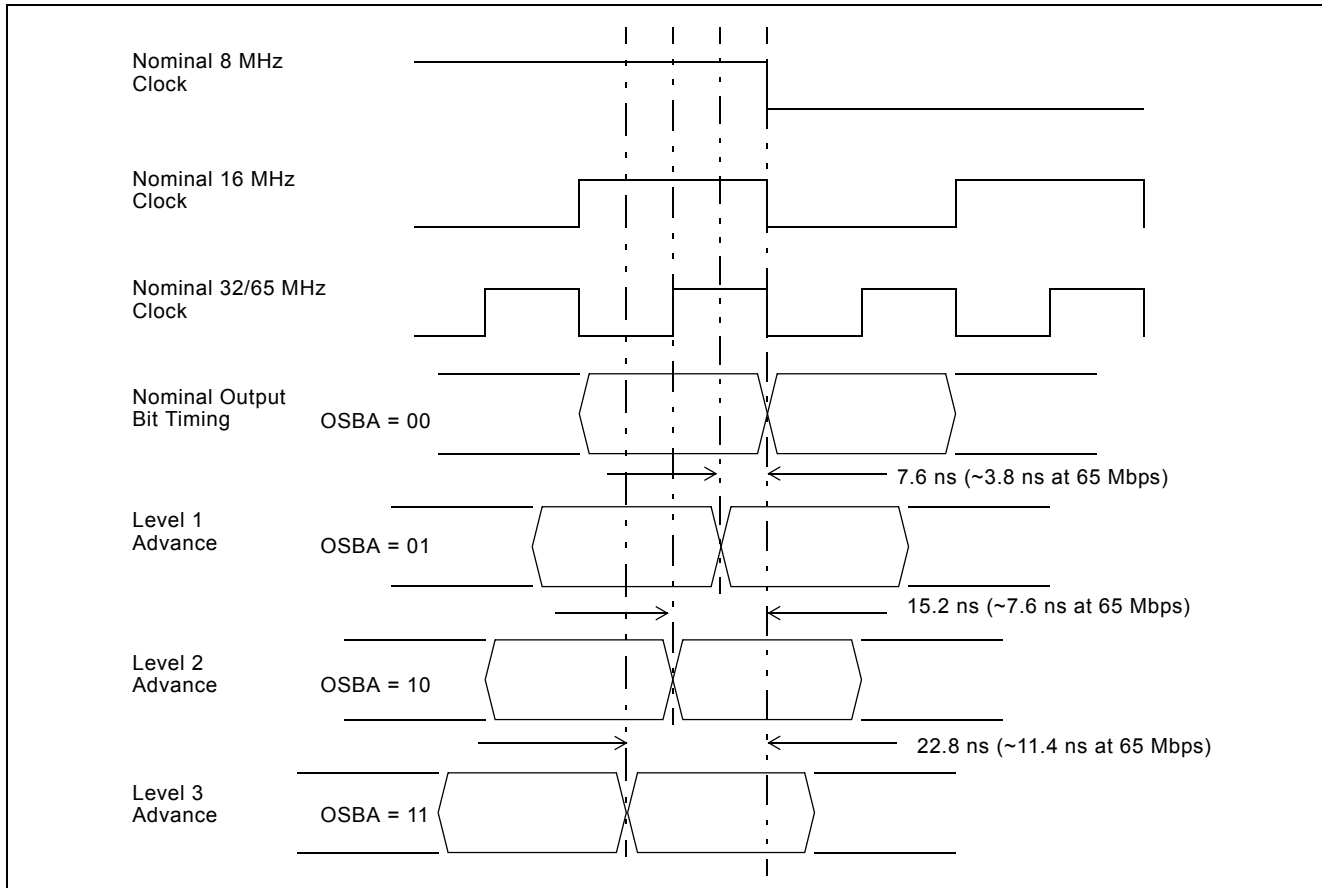 Nominal 8 MHz
Clock
Nominal 16 MHz
Clock
Nominal 32/65 MHz
Clock
Nominal Output
Bit Timing
OSBA = 00
7.6 ns (~3.8 ns at 65 Mbps)
Level 1
Advance
OSBA = 01
15.2 ns (~7.6 ns at 65 Mbps)
Level 2
Advance
OSBA = 10
22.8 ns (~11.4 ns at 65 Mbps)
Level 3
Advance
OSBA = 11